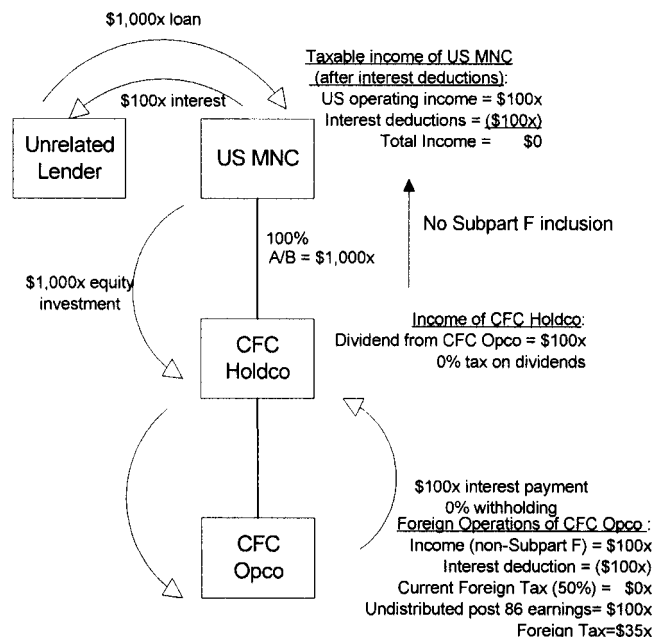 $1,000x loan
$100x interest
Unrelated
Lender
US MNC
Taxable income of US MNC
(after interest deductions):
US operating income = $100x
Interest deductions = ($100x)
Total Income = $0
100%
A/B = $1,000x
No Subpart F inclusion
$1,000x equity
investment
CFC
Holdco
Income of CFC Holdco:
Dividend from CFC Opco = $100x
0% tax on dividends
$100x interest payment
0% withholding
CFC
Opco
Foreign Operations of CFC Opco :
Income (non-Subpart F) = $100x
Interest deduction = ($100x)
Current Foreign Tax (50%) = $0x
Undistributed post 86 earnings= $100x
Foreign Tax=$35x